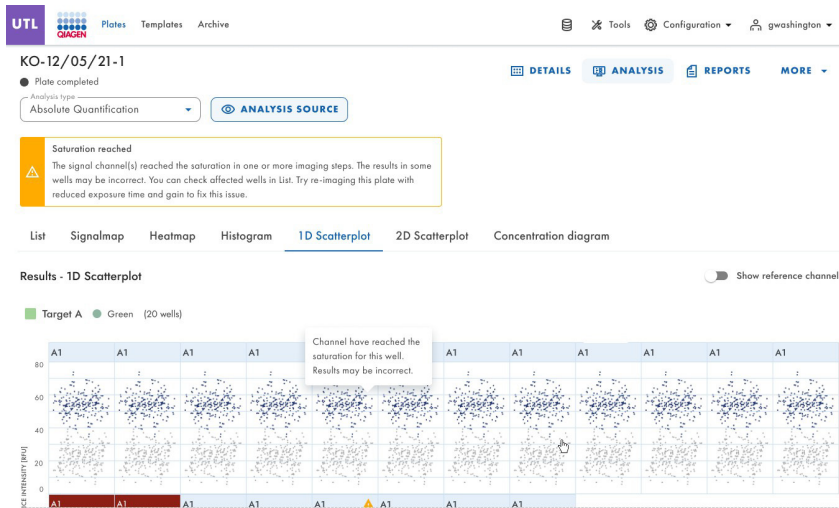 UTL
QIAGEN
Plates Templates Archive
Tools Configuration gwashington
KO-12/05/21-1
Plate completed
DETAILS ANALYSIS REPORTS MORE
Analysis type
Absolute Quantification
ANALYSIS SOURCE
Saturation reached
The signal channel(s) reached the saturation in one or more imaging steps. The results in some
wells may be incorrect. You can check affected wells in List. Try re-imaging this plate with
reduced exposure time and gain to fix this issue.
List Signalmap Heatmap Histogram 1D Scatterplot 2D Scatterplot Concentration diagram
Results - 1D Scatterplot
Show reference channel
Target A Green (20 wells)
Channel have reached the
saturation for this well.
Results may be incorrect.
A1 A1 A1 A1 A1 A1 A1 A1 A1 A1
80
60
40
20
0
CE INTENSITY [RFU]
A1 A1 A1 A1 A1 A1 A1 A1